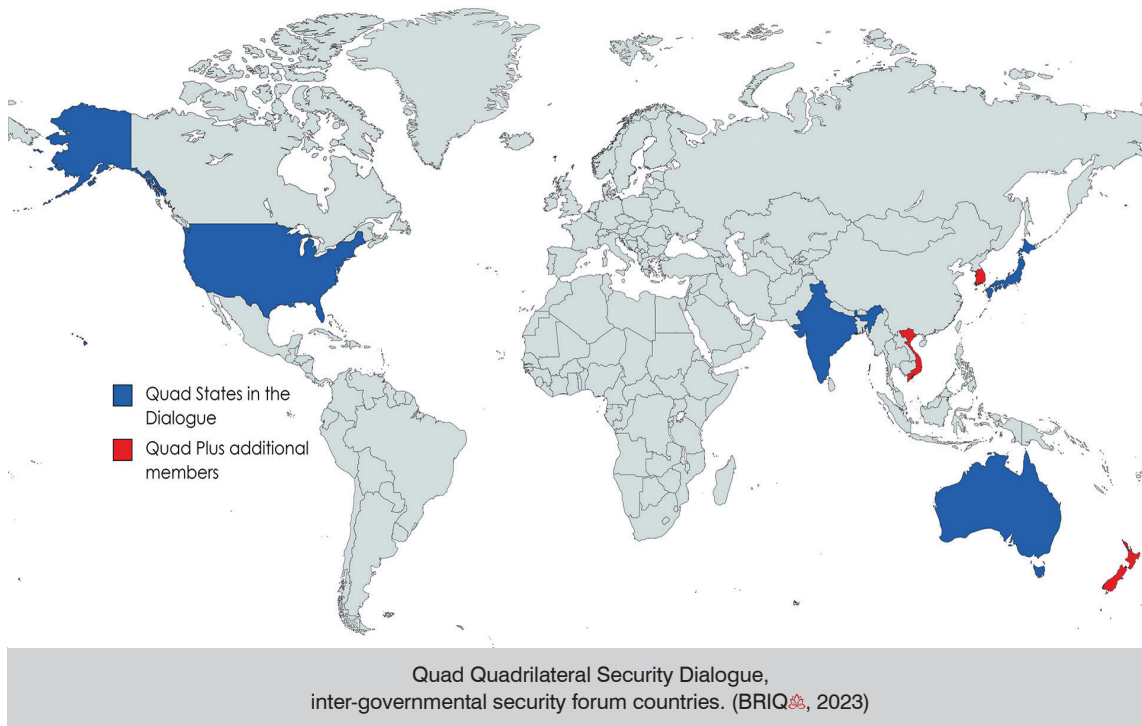 Quad States in the
Dialogue
Quad Plus additional
members
Quad Quadrilateral Security Dialogue,
inter-governmental security forum countries. (BRIQ, 2023)